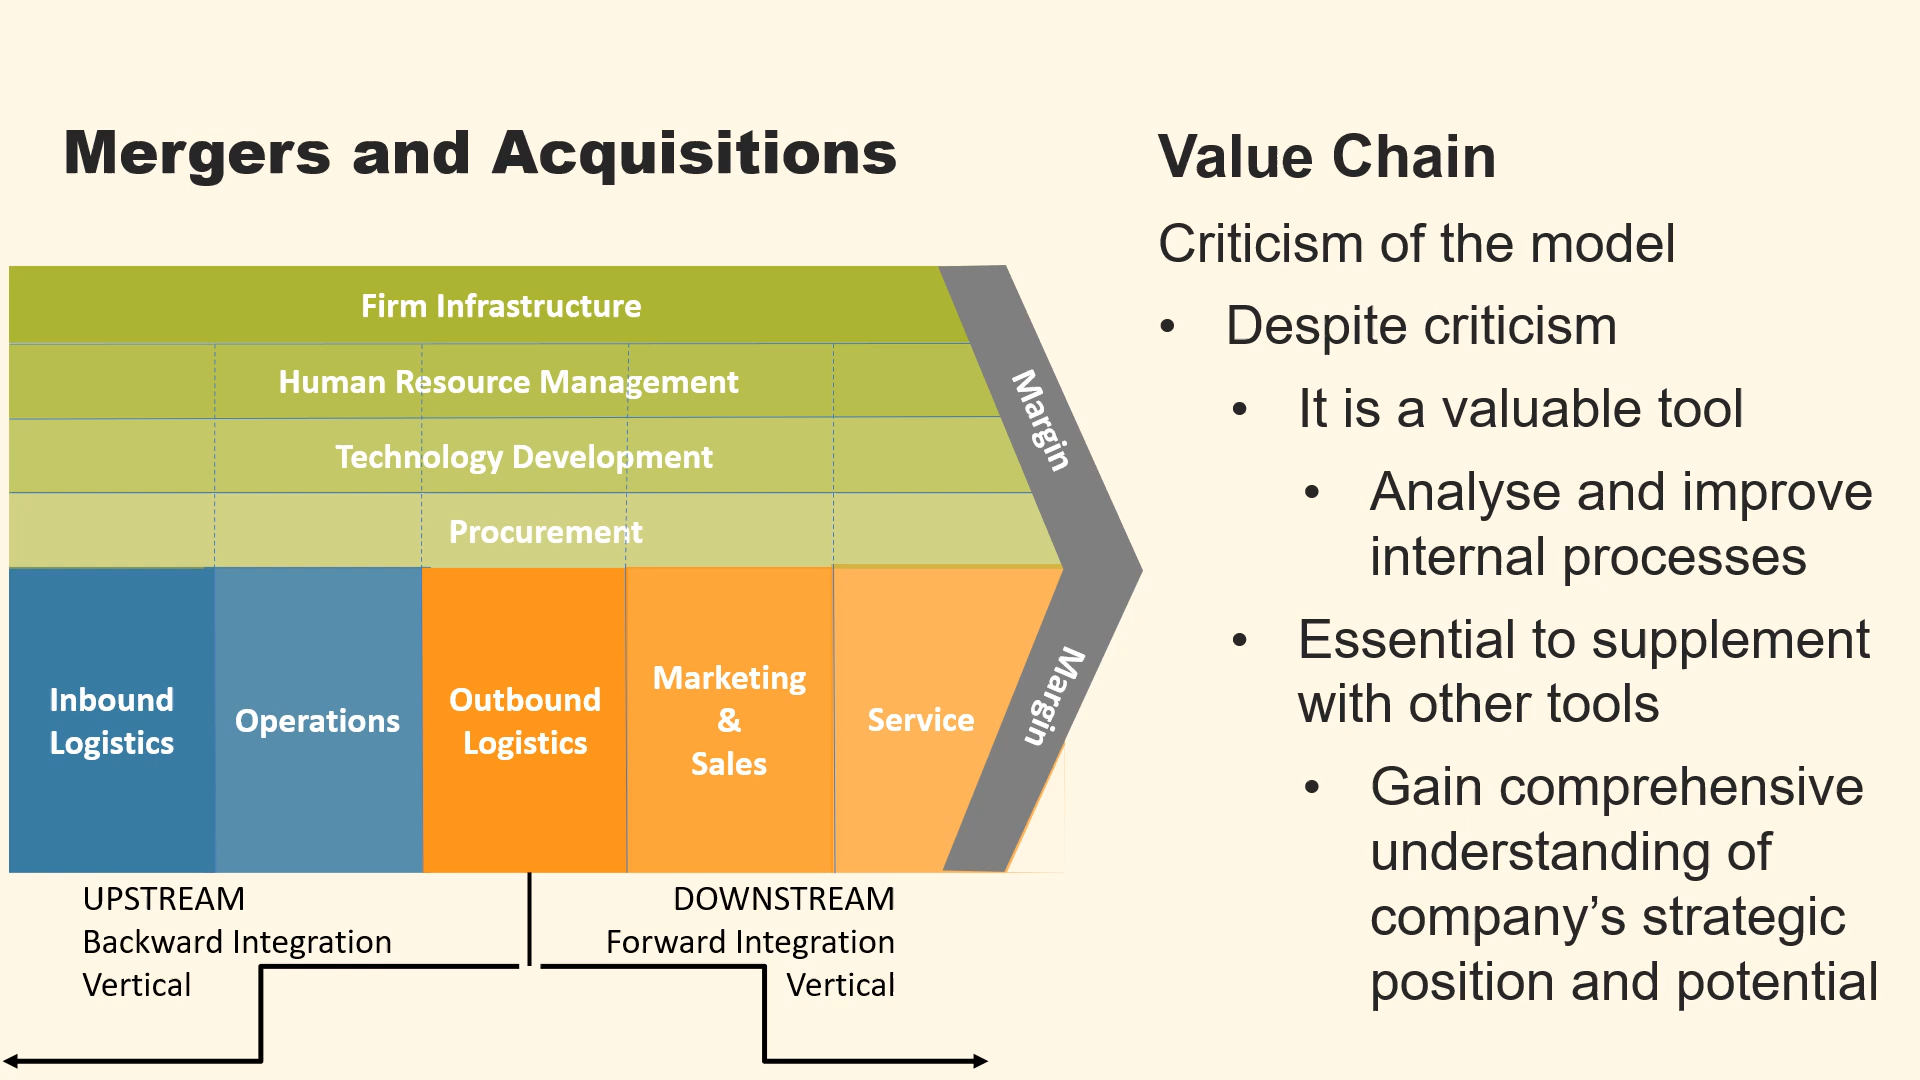 Mergers and Acquisitions
Firm Infrastructure
Human Resource Management
Technology Development
Procurement
Margin
Margin
Inbound
Logistics
Operations
Outbound
Logistics
Marketing
&
Sales
Service
UPSTREAM
Backward Integration
Vertical
DOWNSTREAM
Forward Integration
Vertical
Value Chain
Criticism of the model
• Despite criticism
• It is a valuable tool
• Analyse and improve
internal processes
• Essential to supplement
with other tools
• Gain comprehensive
understanding of
company’s strategic
position and potential